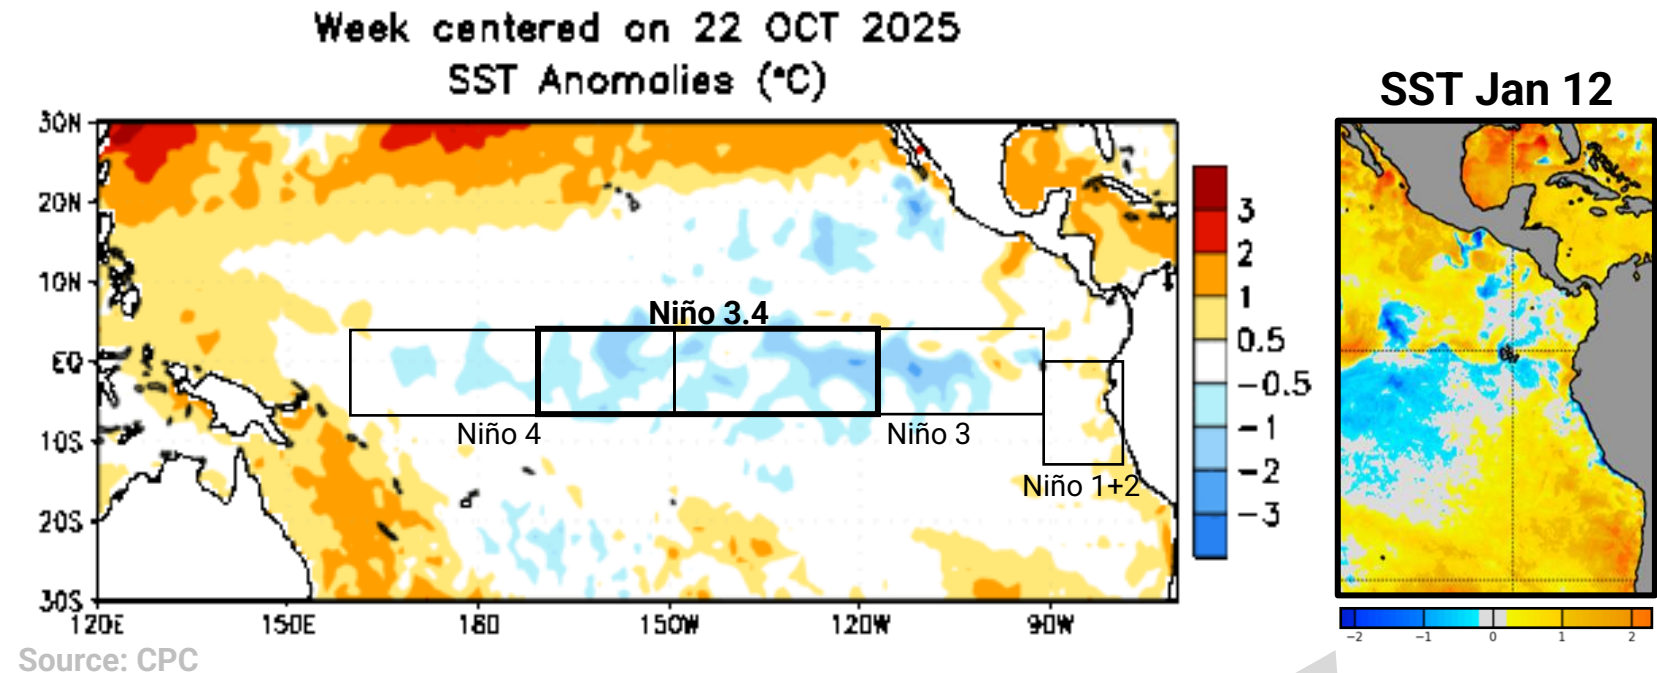 Week centered on 22 OCT 2025
SST Anomalies (°C)
SST Jan 12
30N
20N
10N
EQ
10S
20S
30S
120E
150E
180
150W
120W
90W
Niño 3.4
Niño 4
Niño 3
Niño 1+2
3
2
1
0.5
−0.5
−1
−2
−3
−2
−1
0
1
2
Source: CPC